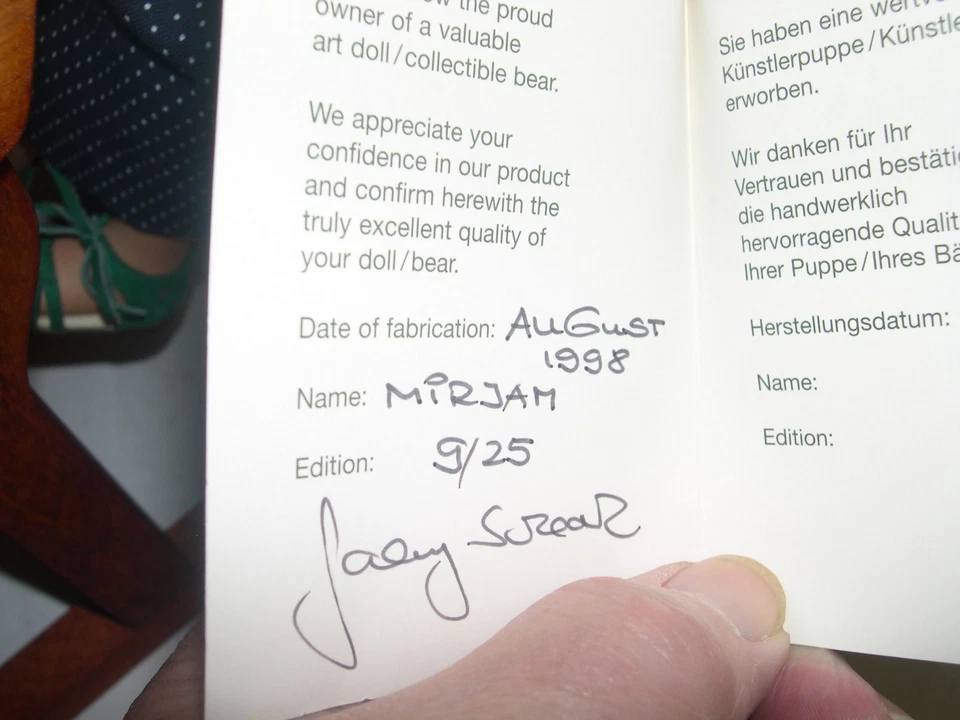 the proud
owner of a valuable
art doll/collectible bear.
We appreciate your
confidence in our product
and confirm herewith the
truly excellent quality of
your doll/bear.
Date of fabrication: AUGUST
1998
Name: MIRJAM
Edition: 9/25
Sie haben eine
Künstlerpuppe/
erworben.
Wir danken für Ihr
Vertrauen und
die handwerklich
hervorragende
Ihrer Puppe/Ihres
Herstellungsdatum:
Name:
Edition: